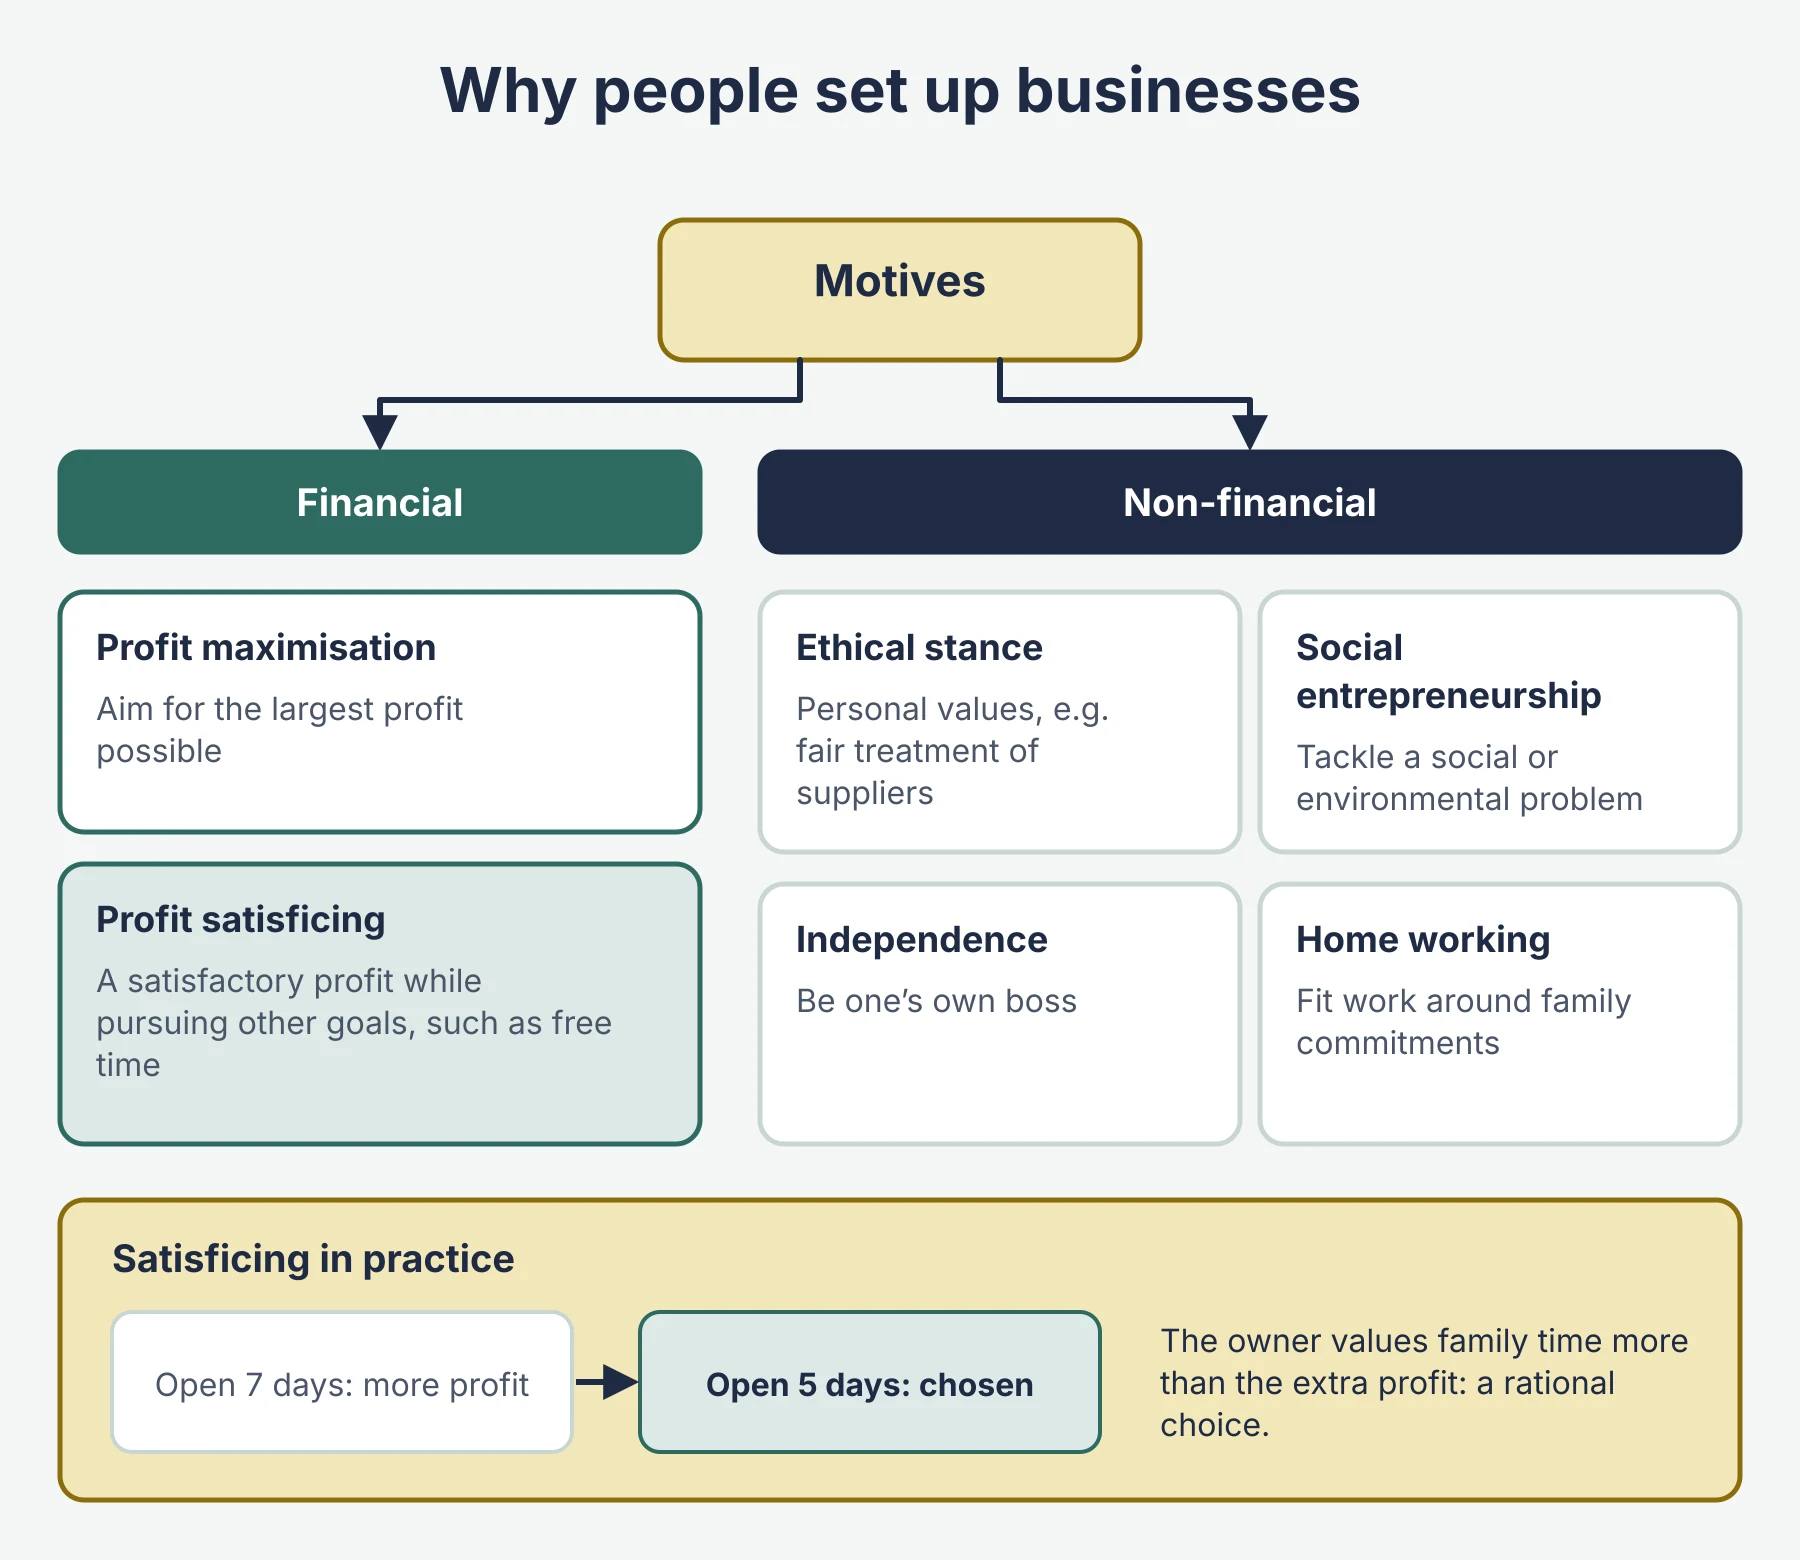 Why people set up businesses
Motives
Financial
Non-financial
Profit maximisation
Aim for the largest profit
possible
Profit satisficing
A satisfactory profit while
pursuing other goals, such as free
time
Ethical stance
Personal values, e.g.
fair treatment of
suppliers
Social
entrepreneurship
Tackle a social or
environmental problem
Independence
Be one’s own boss
Home working
Fit work around family
commitments
Satisficing in practice
Open 7 days: more profit
Open 5 days: chosen
The owner values family time more
than the extra profit: a rational
choice.